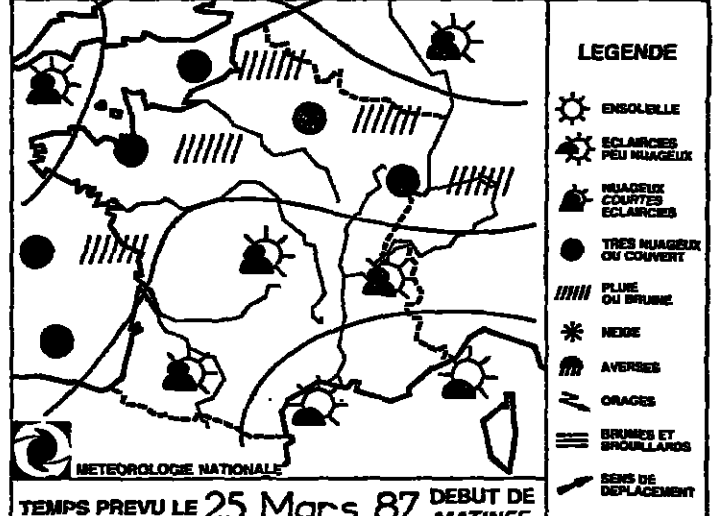 LEGENDE
ENSOLEILLE
ECLAIRCIES
PEU NUAGEUX
NUAGEUX
COURTES
ECLAIRCIES
TRES NUAGEUX
OU COUVERT
PLUIE
OU BRUINE
NEIGE
AVERSES
ORAGES
BRUMES ET
BROUILLARDS
SENS DE
DEPLACEMENT
METEOROLOGIE NATIONALE
TEMPS PREVU LE 25 Mars 87 DEBUT DE
MATINEE